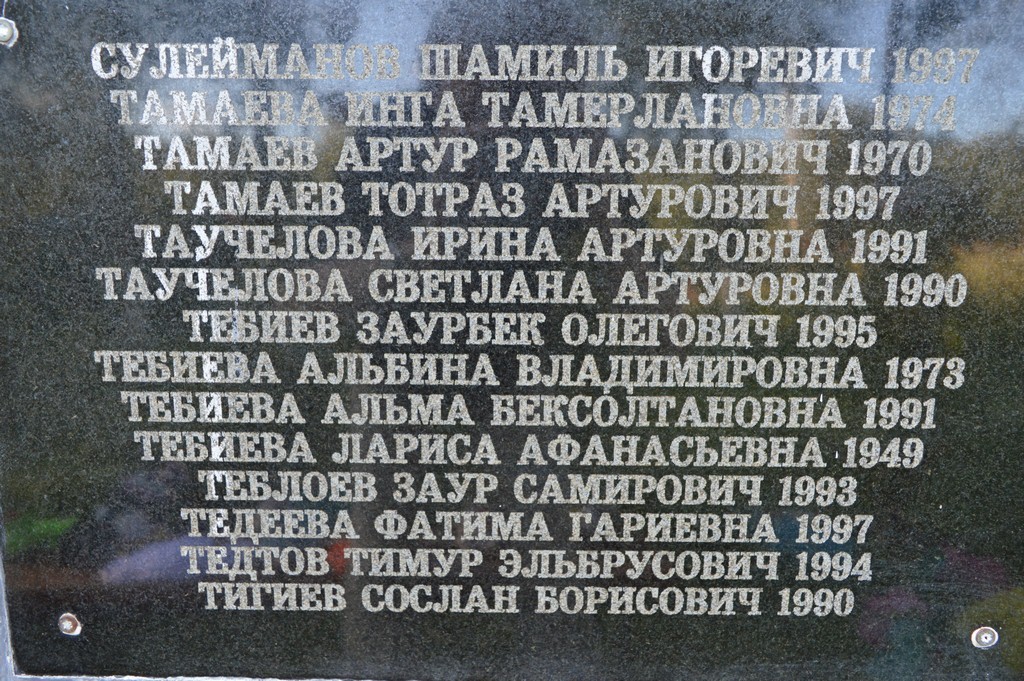 СУЛЕЙМАНОВ ШАМИЛЬ ИГОРЕВИЧ 1997
ТАМАЕВА ИНГА ТАМЕРЛАНОВНА 1974
ТАМАЕВ АРТУР РАМАЗАНОВИЧ 1970
ТАМАЕВ ТОТРАЗ АРТУРОВИЧ 1997
ТАУЧЕЛОВА ИРИНА АРТУРОВНА 1991
ТАУЧЕЛОВА СВЕТЛАНА АРТУРОВНА 1990
ТЕБИЕВ ЗАУРБЕК ОЛЕГОВИЧ 1995
ТЕБИЕВА АЛЬБИНА ВЛАДИМИРОВНА 1973
ТЕБИЕВА АЛЬМА БЕКСОЛТАНОВНА 1991
ТЕБИЕВА ЛАРИСА АФАНАСЬЕВНА 1949
ТЕБЛОЕВ ЗАУР САМИРОВИЧ 1993
ТЕДЕЕВА ФАТИМА ГАРИЕВНА 1997
ТЕДТОВ ТИМУР ЭЛЬБРУСОВИЧ 1994
ТИГИЕВ СОСЛАН БОРИСОВИЧ 1990